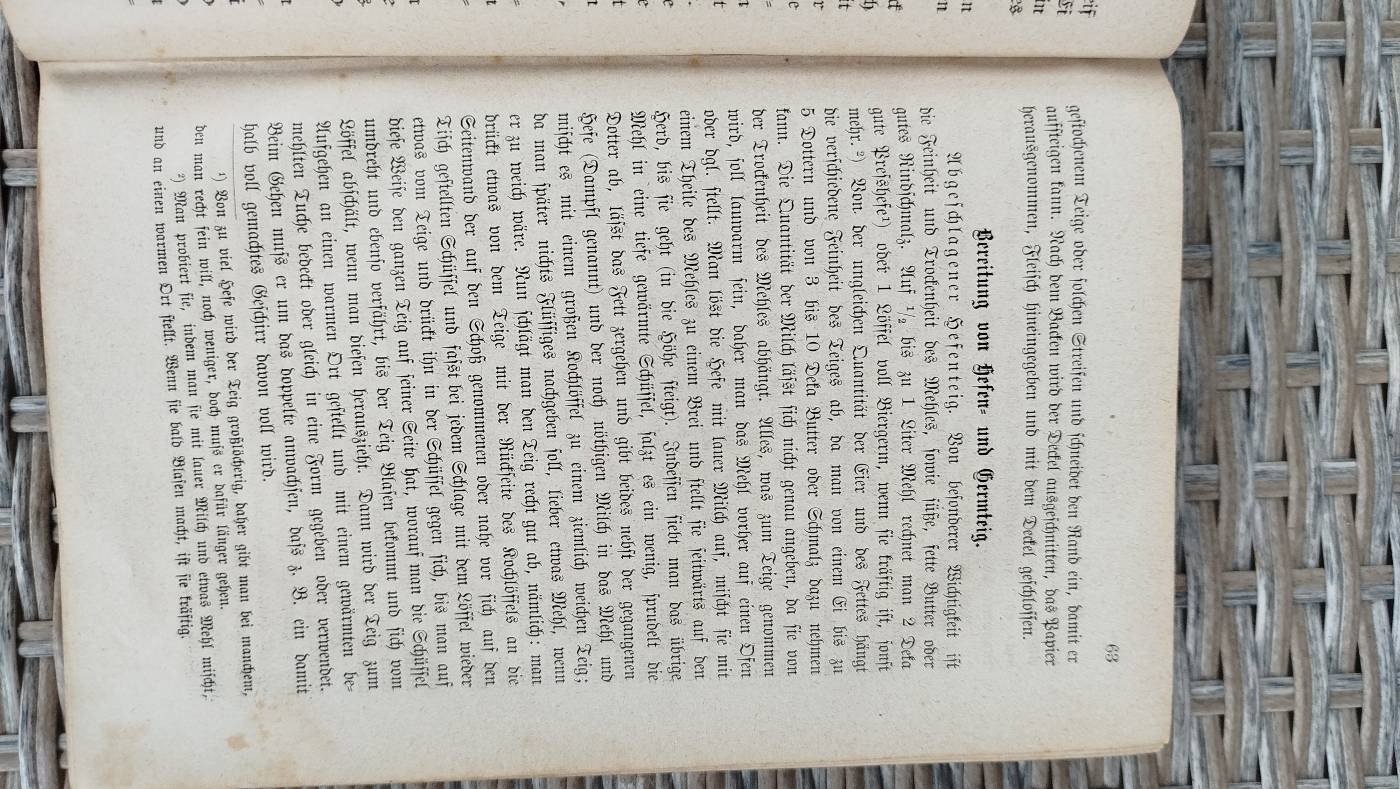 63
gestochenem Teige oder solchen Streifen und schneidet den Rand ein, damit er
aufsteigen kann. Nach dem Backen wird der Deckel ausgeschnitten, das Papier
herausgenommen, Fleisch hineingegeben und mit dem Deckel geschlossen.
Bereitung von Hefen- und Germteig.
Abgeschlagener Hefenteig. Von besonderer Wichtigkeit ist
die Feinheit und Trockenheit des Mehles, sowie süße, fette Butter oder
gutes Rindschmalz. Auf 1/2 bis zu 1 Liter Mehl rechnet man 2 Deka
gute Presshefe¹) oder 1 Löffel voll Biergerm, wenn sie kräftig ist, sonst
mehr.²) Von der ungleichen Quantität der Eier und des Fettes hängt
die verschiedene Feinheit des Teiges ab, da man von einem Ei bis zu
5 Dottern und von 3 bis 10 Deka Butter oder Schmalz dazu nehmen
kann. Die Quantität der Milch lässt sich nicht genau angeben, da sie von
der Trockenheit des Mehles abhängt. Alles, was zum Teige genommen
wird, soll lauwarm sein, daher man das Mehl vorher auf einen Ofen
oder dgl. stellt. Man löst die Hefe mit lauer Milch auf, mischt sie mit
einem Theile des Mehles zu einem Brei und stellt sie seitwärts auf den
Herd, bis sie geht (in die Höhe steigt). Indessen siebt man das übrige
Mehl in eine tiefe gewärmte Schüssel, salzt es ein wenig, sprudelt die
Dotter ab, lässt das Fett zergehen und gibt beides nebst der gegangenen
Hefe (Dampfl genannt) und der noch nöthigen Milch in das Mehl und
mischt es mit einem großen Kochlöffel zu einem ziemlich weichen Teig;
da man später nichts Flüssiges nachgeben soll, lieber etwas Mehl, wenn
er zu weich wäre. Nun schlägt man den Teig recht gut ab, nämlich: man
drückt etwas von dem Teige mit der Rückseite des Kochlöffels an die
Seitenwand der auf den Schoß genommenen oder nahe vor sich auf den
Tisch gestellten Schüssel und fasst bei jedem Schlage mit dem Löffel wieder
etwas vom Teige und drückt ihn in der Schüssel gegen sich, bis man auf
diese Weise den ganzen Teig auf seiner Seite hat, worauf man die Schüssel
umdreht und ebenso verfährt, bis der Teig Blasen bekommt und sich vom
Löffel abschält, wenn man diesen herauszieht. Dann wird der Teig zum
Aufgehen an einen warmen Ort gestellt und mit einem gewärmten be-
mehlten Tuche bedeckt oder gleich in eine Form gegeben oder verwendet.
Beim Gehen muss er um das doppelte anwachsen, dass z. B. ein damit
halb voll gemachtes Geschirr davon voll wird.
¹) Von zu viel Hefe wird der Teig großlöcherig, daher gibt man bei manchem,
den man recht fein will, noch weniger, doch muss er dafür länger gehen.
²) Man probiert sie, indem man sie mit lauer Milch und etwas Mehl mischt,
und an einen warmen Ort stellt. Wenn sie bald Blasen macht, ist sie kräftig.